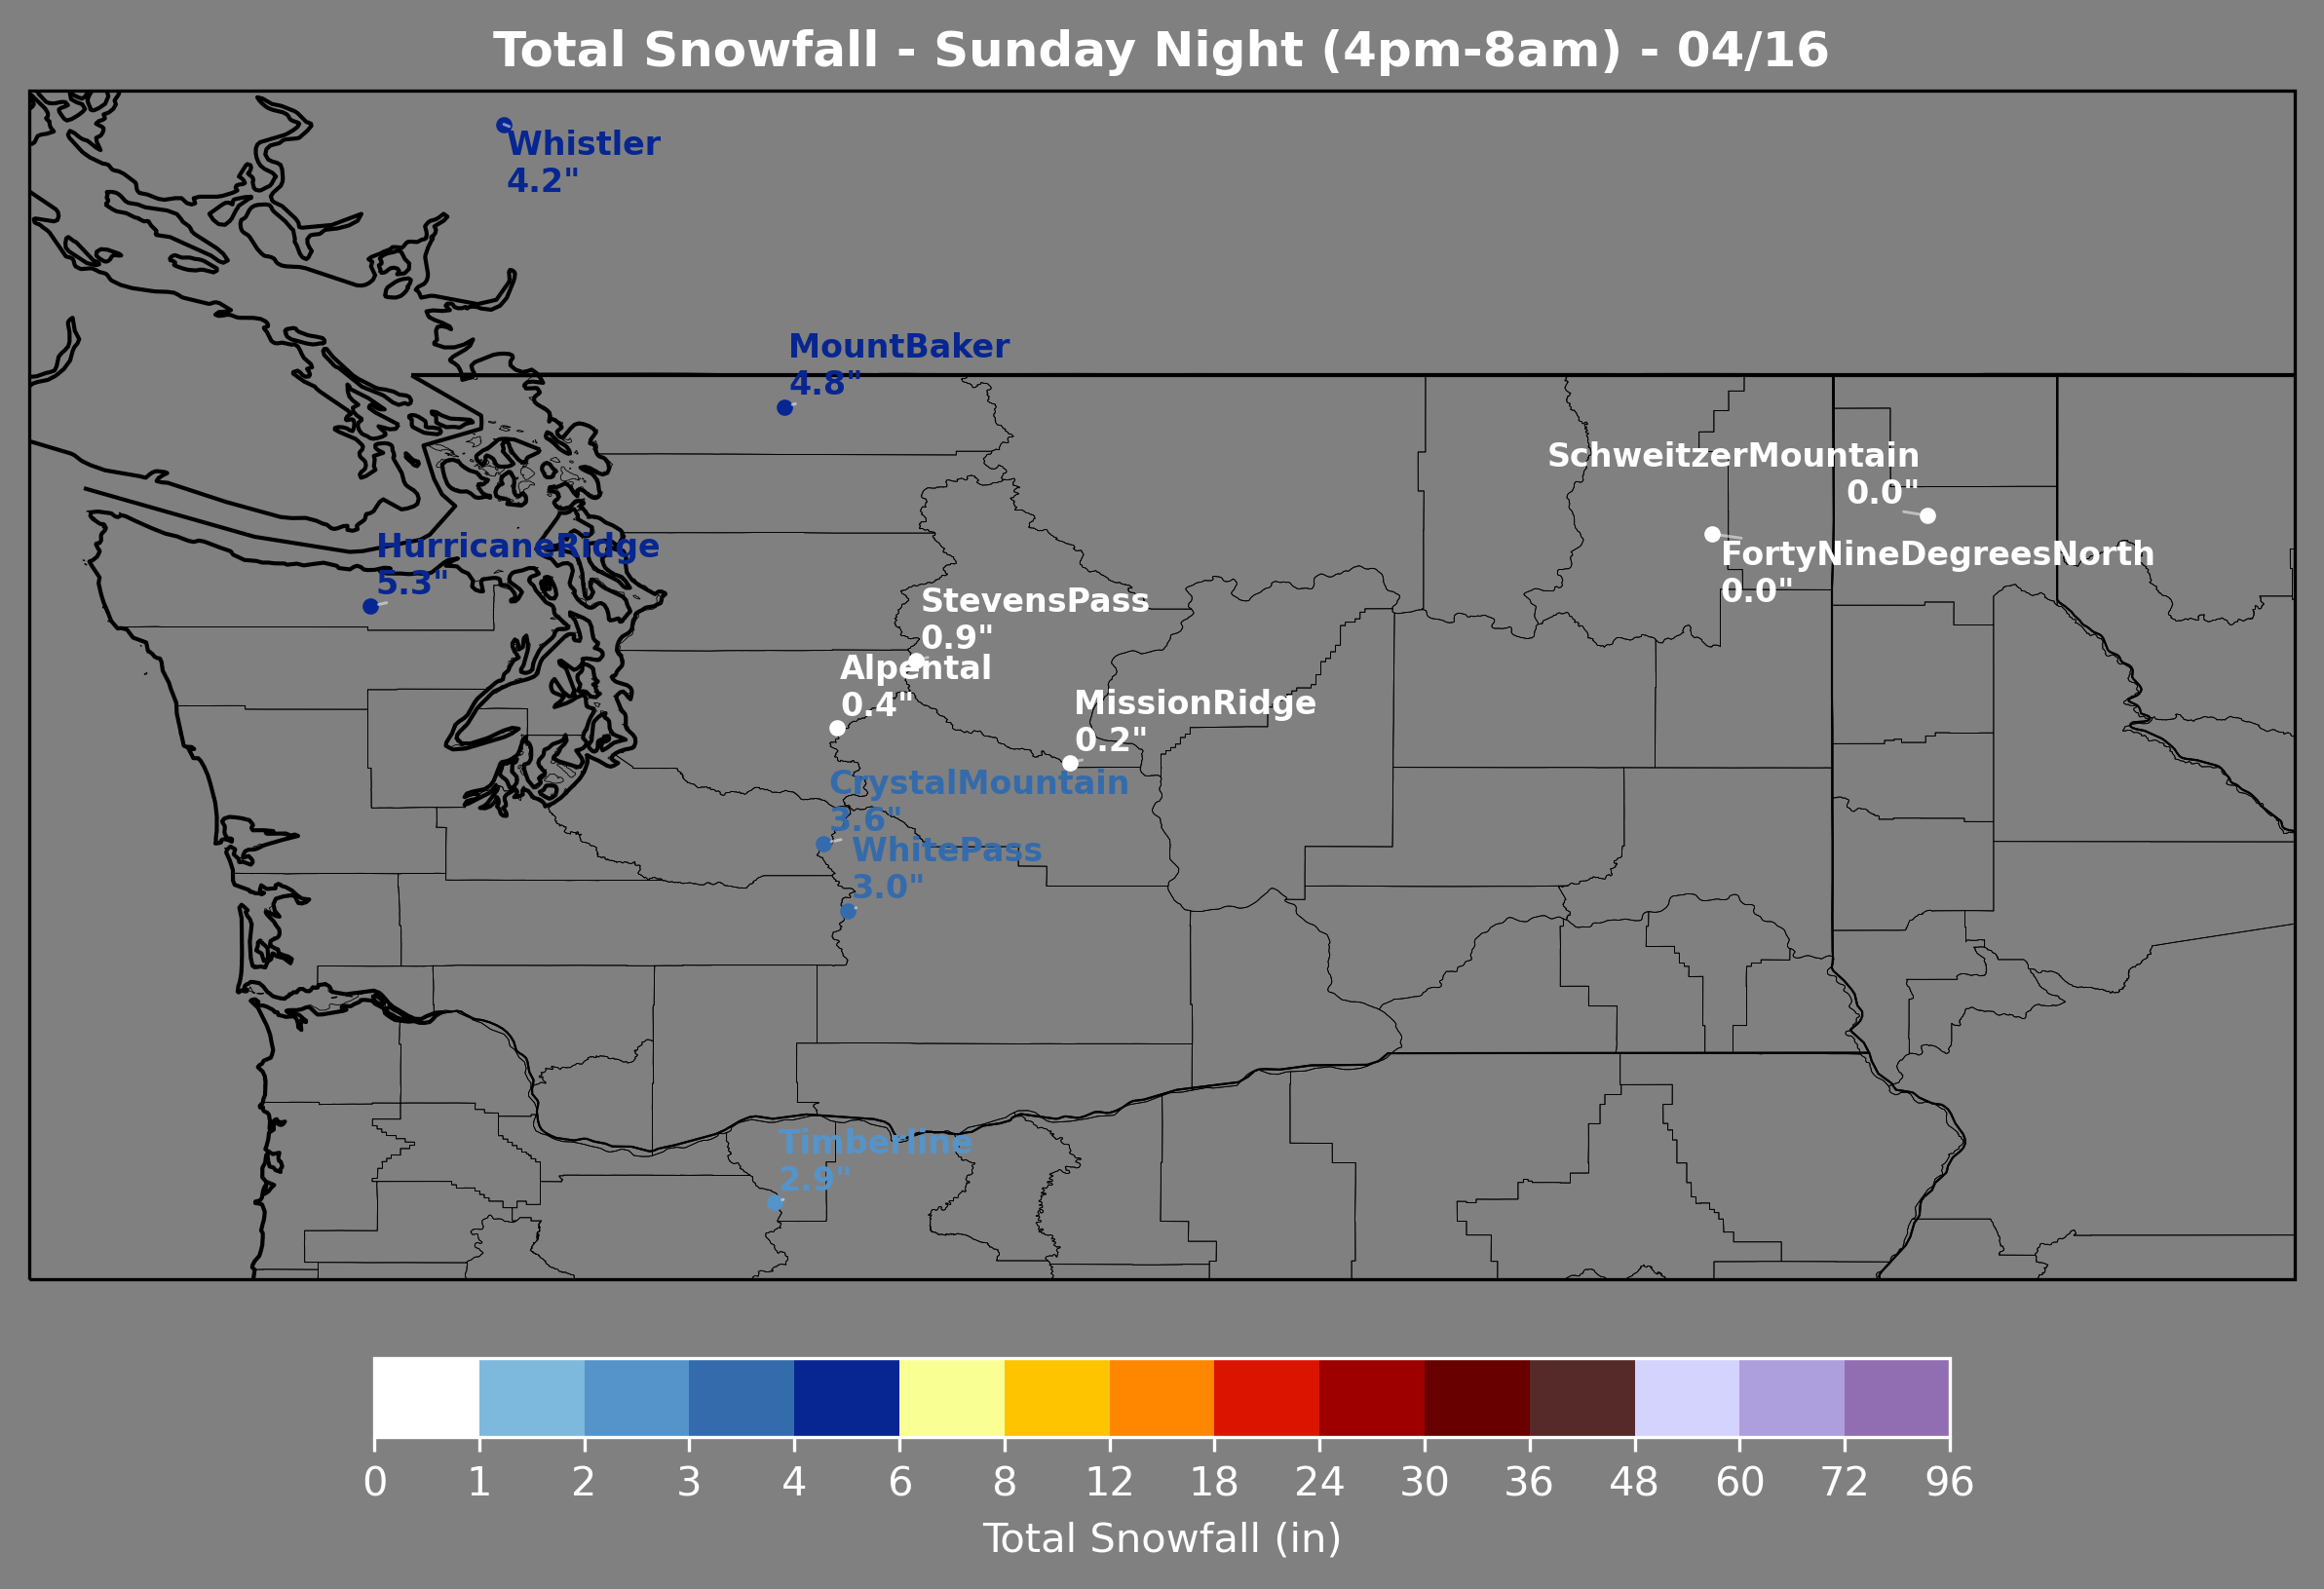 Total Snowfall - Sunday Night (4pm-8am) - 04/16
Whistler
4.2"
MountBaker
4.8"
SchweitzerMountain
0.0"
HurricaneRidge
5.3"
FortyNineDegreesNorth
0.0"
StevensPass
0.9"
Alpental
0.4"
MissionRidge
0.2"
CrystalMountain
3.6"
WhitePass
3.0"
Timberline
2.9"
0 1 2 3 4 6 8 12 18 24 30 36 48 60 72 96
Total Snowfall (in)